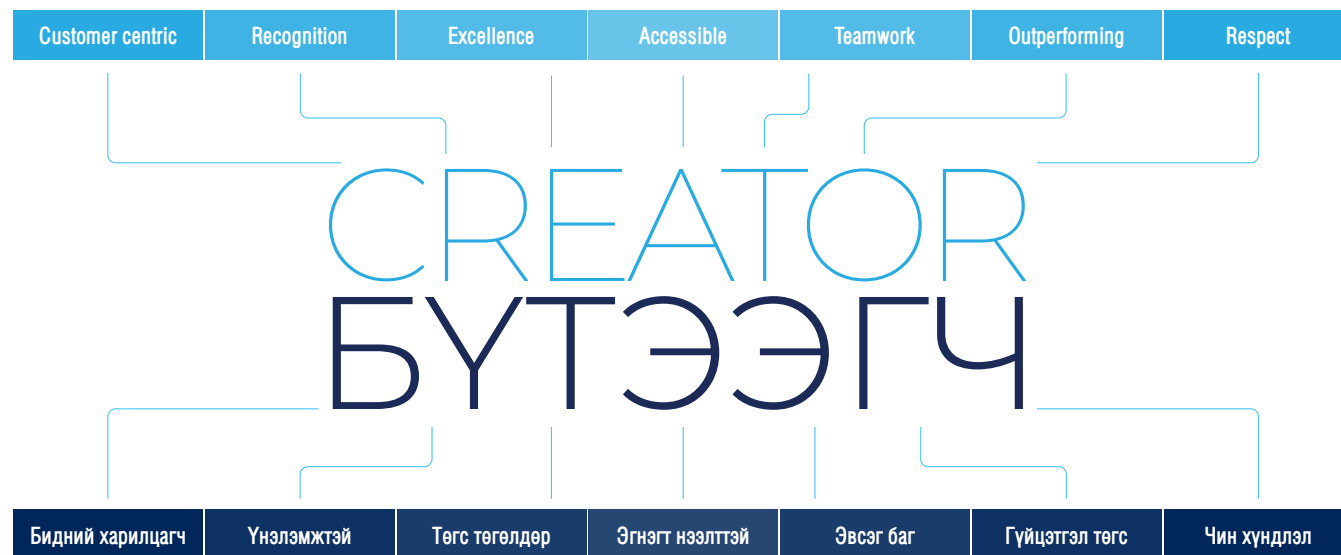 Customer centric
Recognition
Excellence
Accessible
Teamwork
Outperforming
Respect
CREATOR
БҮТЭЭГЧ
Бидний харилцагч
Үнэлэмжтэй
Төгс төгөлдөр
Эгнэгт нээлттэй
Эвсэг баг
Гүйцэтгэл төгс
Чин хүндлэл